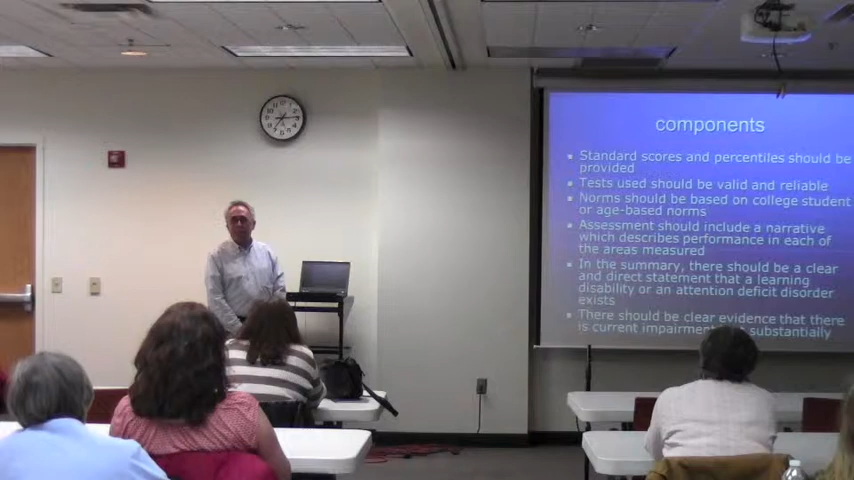 components
Standard scores and percentiles should be
provided
Tests used should be valid and reliable
Norms should be based on college student
or age-based norms
Assessment should include a narrative
which describes performance in each of
the areas measured
In the summary, there should be a clear
and direct statement that a learning
disability or an attention deficit disorder
exists
There should be clear evidence that there
is current impairment substantially